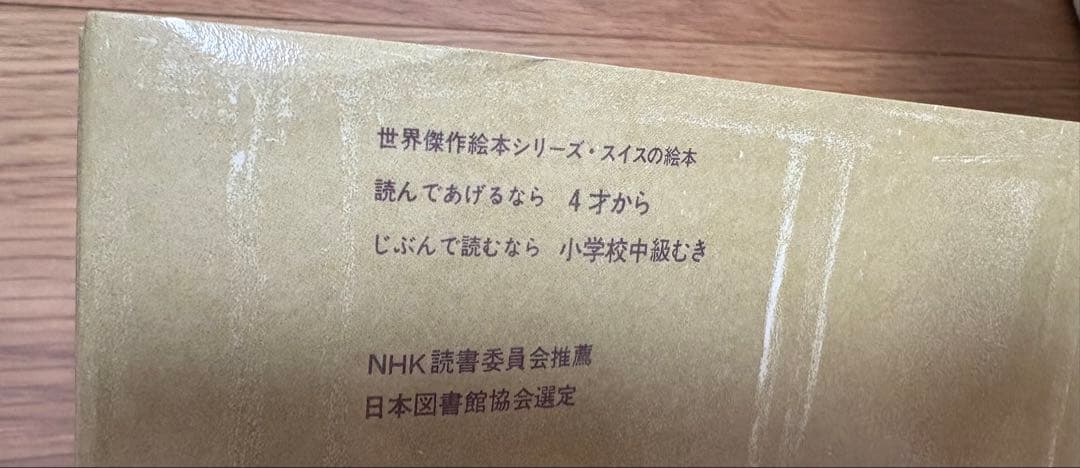 世界傑作絵本シリーズ・スイスの絵本
読んであげるなら 4才から
じぶんで読むなら 小学校中級むき
NHK読書委員会推薦
日本図書館協会選定